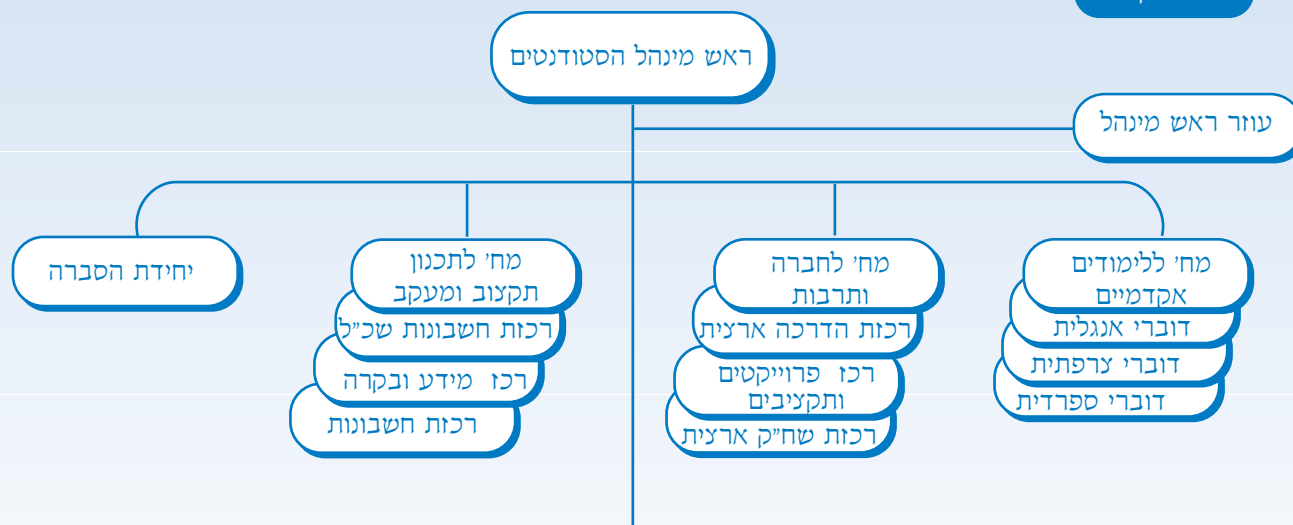 ראש מינהל הסטודנטים
עוזר ראש מינהל
מח׳ ללימודים
אקדמיים
דוברי אנגלית
דוברי צרפתית
דוברי ספרדית
מח׳ לחברה
ותרבות
רכזת הדרכה ארצית
רכז פרוייקטים
ותקציבים
רכזת שח״ק ארצית
מח׳ לתכנון
תקצוב ומעקב
רכזת חשבונות שכ״ל
רכז מידע ובקרה
רכזת חשבונות
יחידת הסברה